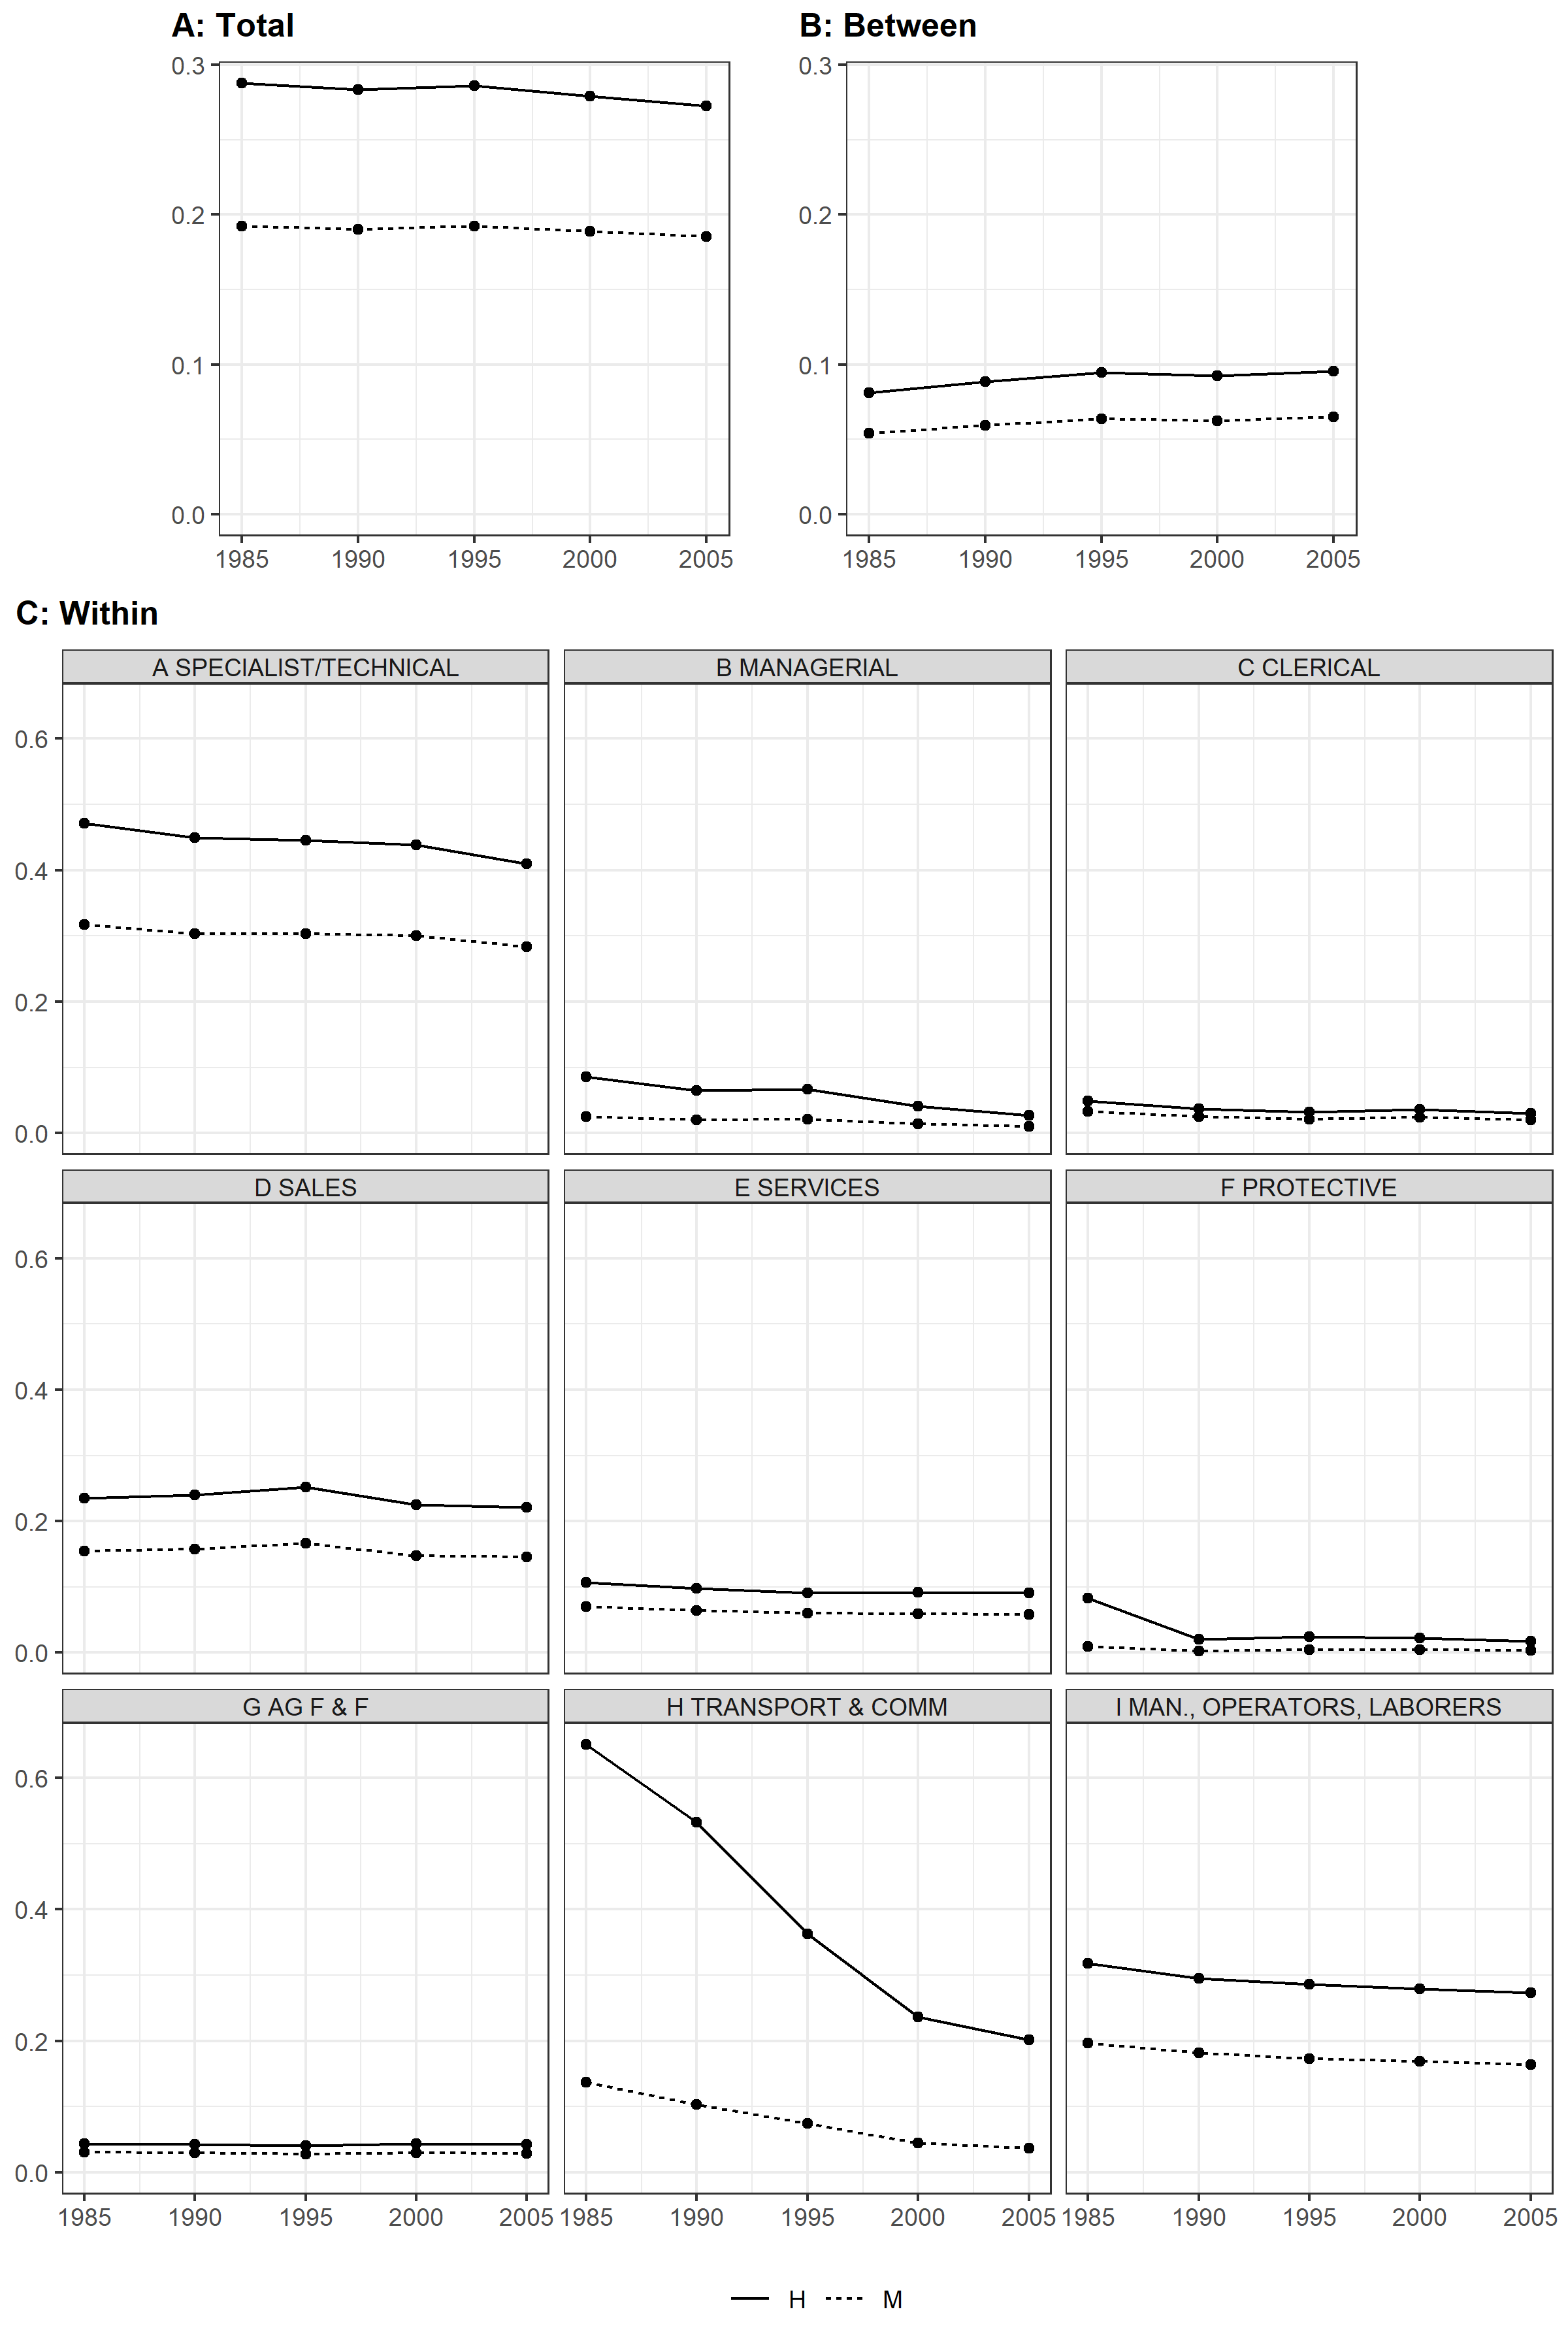 A: Total
B: Between
0.3
0.2
0.1
0.0
1985 1990 1995 2000 2005
0.3
0.2
0.1
0.0
1985 1990 1995 2000 2005
C: Within
A SPECIALIST/TECHNICAL
B MANAGERIAL
C CLERICAL
0.6
0.4
0.2
0.0
D SALES
E SERVICES
F PROTECTIVE
0.6
0.4
0.2
0.0
G AG F & F
H TRANSPORT & COMM
I MAN., OPERATORS, LABORERS
0.6
0.4
0.2
0.0
1985 1990 1995 2000 2005
1985 1990 1995 2000 2005
1985 1990 1995 2000 2005
H M